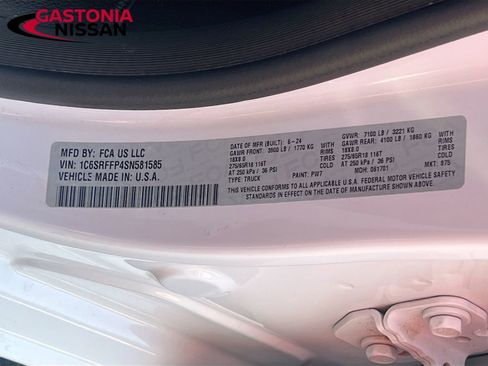 GASTONIA
NISSAN
MFD BY: FCA US LLC
VIN: 1C6SRFFP4SN581585
VEHICLE MADE IN: U.S.A.
DATE OF MFR (BUILT): 6-24
GAWR FRONT: 3900 LB / 1770 KG WITH
18X8.0 RIMS
275/65R18 116T TIRES
AT 250 kPa / 36 PSI COLD
TYPE: TRUCK PAINT: PW7
GVWR: 7100 LB / 3221 KG
GAWR REAR: 4100 LB / 1860 KG WITH
18X8.0 RIMS
275/65R18 116T TIRES
AT 250 kPa / 36 PSI COLD
MDH: 061701 MKT: 875
CONFORMS TO ALL APPLICABLE U.S.A. FEDERAL MOTOR VEHICLE SAFETY
STANDARDS IN EFFECT ON THE DATE OF MANUFACTURE SHOWN ABOVE.